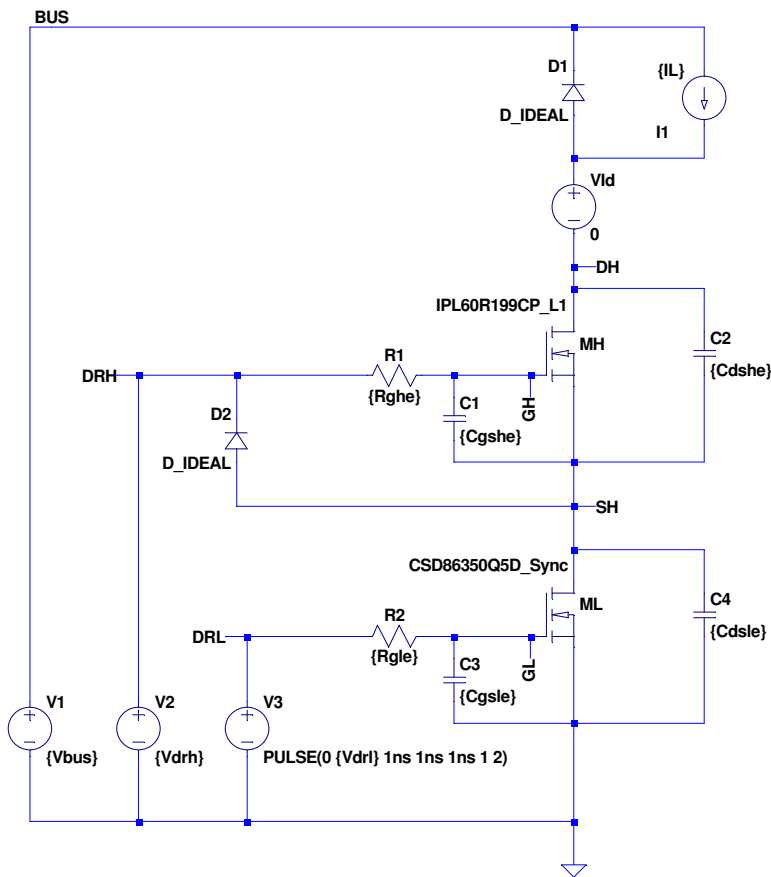 BUS
D1
{IL}
D_IDEAL
I1
VId
0
DH
IPL60R199CP_L1
C2
R1
MH
{Cdshe}
DRH
{Rghe}
C1
GH
D2
{Cgshe}
D_IDEAL
SH
CSD86350Q5D_Sync
C4
R2
ML
{Cdsle}
DRL
{Rgle}
C3
GL
{Cgsle}
V1
V2
V3
{Vbus}
{Vdrh}
PULSE(0 {Vdrl} 1ns 1ns 1ns 1 2)